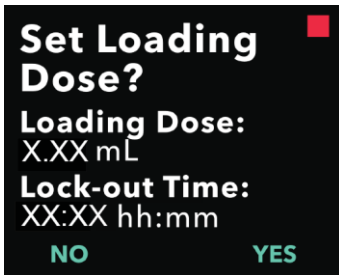 Set Loading
Dose?
Loading Dose:
X.XX mL
Lock-out Time:
XX:XX hh:mm
NO YES